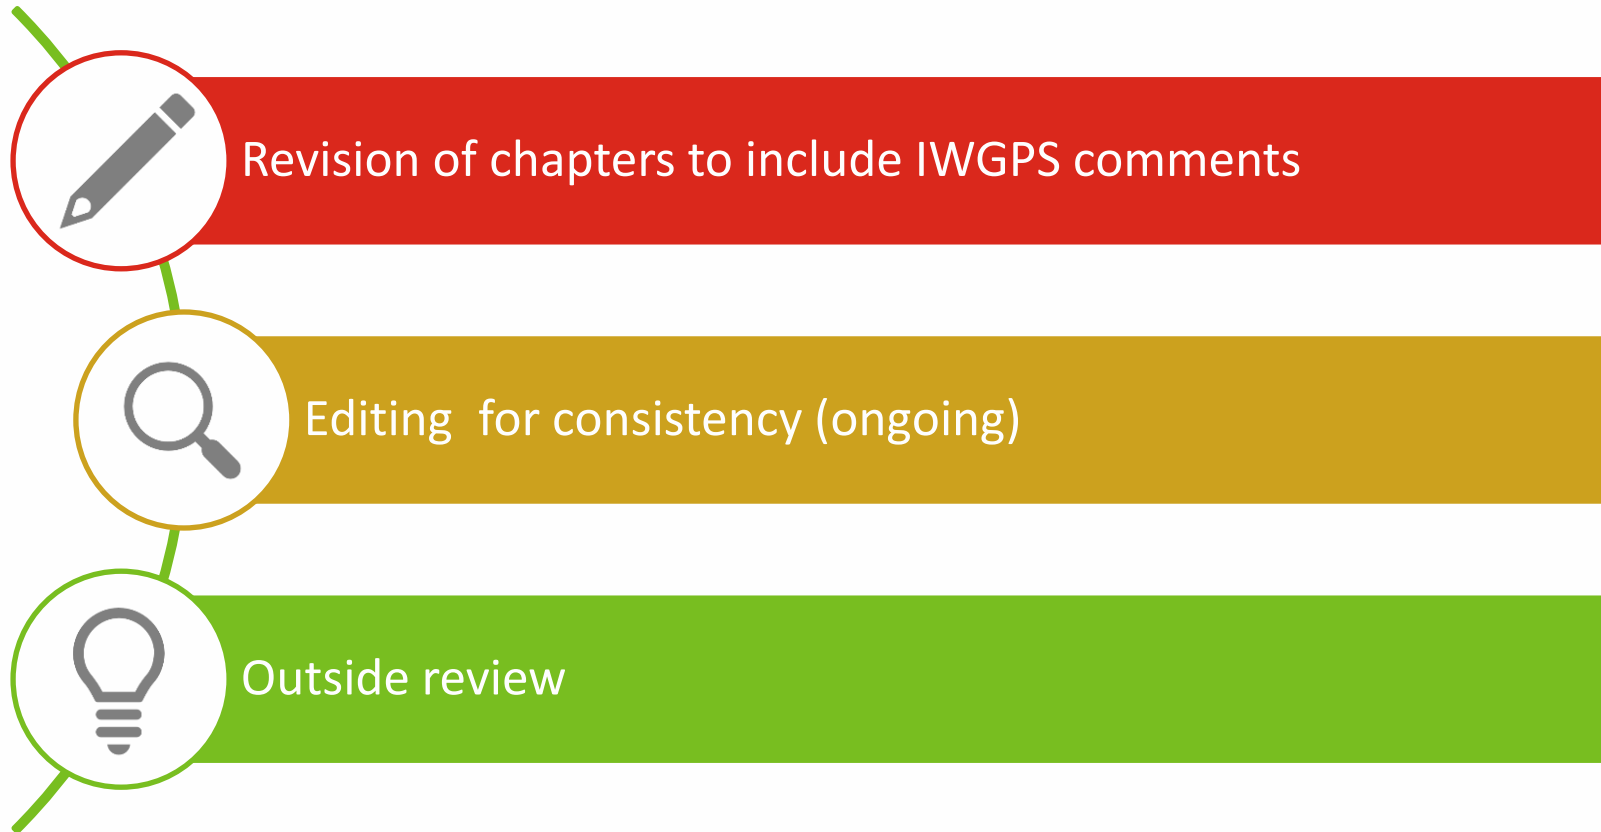 Revision of chapters to include IWGPS comments
Editing  for consistency (ongoing)
Outside review